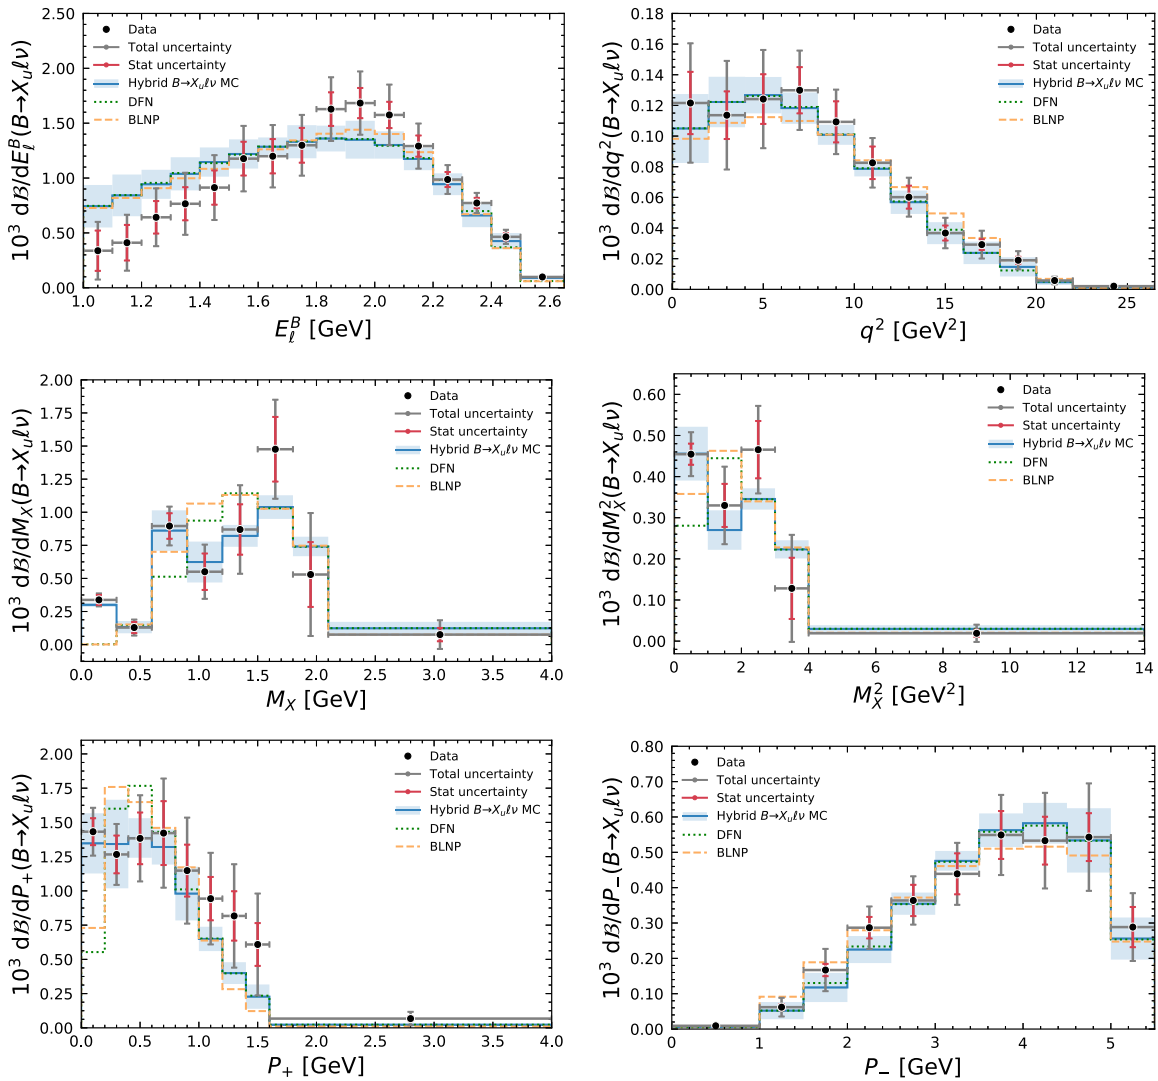 10³ dℬ/dE_ℓ^B(B→X_uℓν)
2.50
2.25
2.00
1.75
1.50
1.25
1.00
0.75
0.50
0.25
0.00
Data
Total uncertainty
Stat uncertainty
Hybrid B→X_uℓν MC
DFN
BLNP
1.0 1.2 1.4 1.6 1.8 2.0 2.2 2.4 2.6
E_ℓ^B [GeV]
10³ dℬ/dq²(B→X_uℓν)
0.18
0.16
0.14
0.12
0.10
0.08
0.06
0.04
0.02
0.00
Data
Total uncertainty
Stat uncertainty
Hybrid B→X_uℓν MC
DFN
BLNP
0 5 10 15 20 25
q² [GeV²]
10³ dℬ/dM_X(B→X_uℓν)
2.00
1.75
1.50
1.25
1.00
0.75
0.50
0.25
0.00
Data
Total uncertainty
Stat uncertainty
Hybrid B→X_uℓν MC
DFN
BLNP
0.0 0.5 1.0 1.5 2.0 2.5 3.0 3.5 4.0
M_X [GeV]
10³ dℬ/dM_X²(B→X_uℓν)
0.60
0.50
0.40
0.30
0.20
0.10
0.00
Data
Total uncertainty
Stat uncertainty
Hybrid B→X_uℓν MC
DFN
BLNP
0 2 4 6 8 10 12 14
M_X² [GeV²]
10³ dℬ/dP₊(B→X_uℓν)
2.00
1.75
1.50
1.25
1.00
0.75
0.50
0.25
0.00
Data
Total uncertainty
Stat uncertainty
Hybrid B→X_uℓν MC
DFN
BLNP
0.0 0.5 1.0 1.5 2.0 2.5 3.0 3.5 4.0
P₊ [GeV]
10³ dℬ/dP₋(B→X_uℓν)
0.80
0.70
0.60
0.50
0.40
0.30
0.20
0.10
0.00
Data
Total uncertainty
Stat uncertainty
Hybrid B→X_uℓν MC
DFN
BLNP
0 1 2 3 4 5
P₋ [GeV]